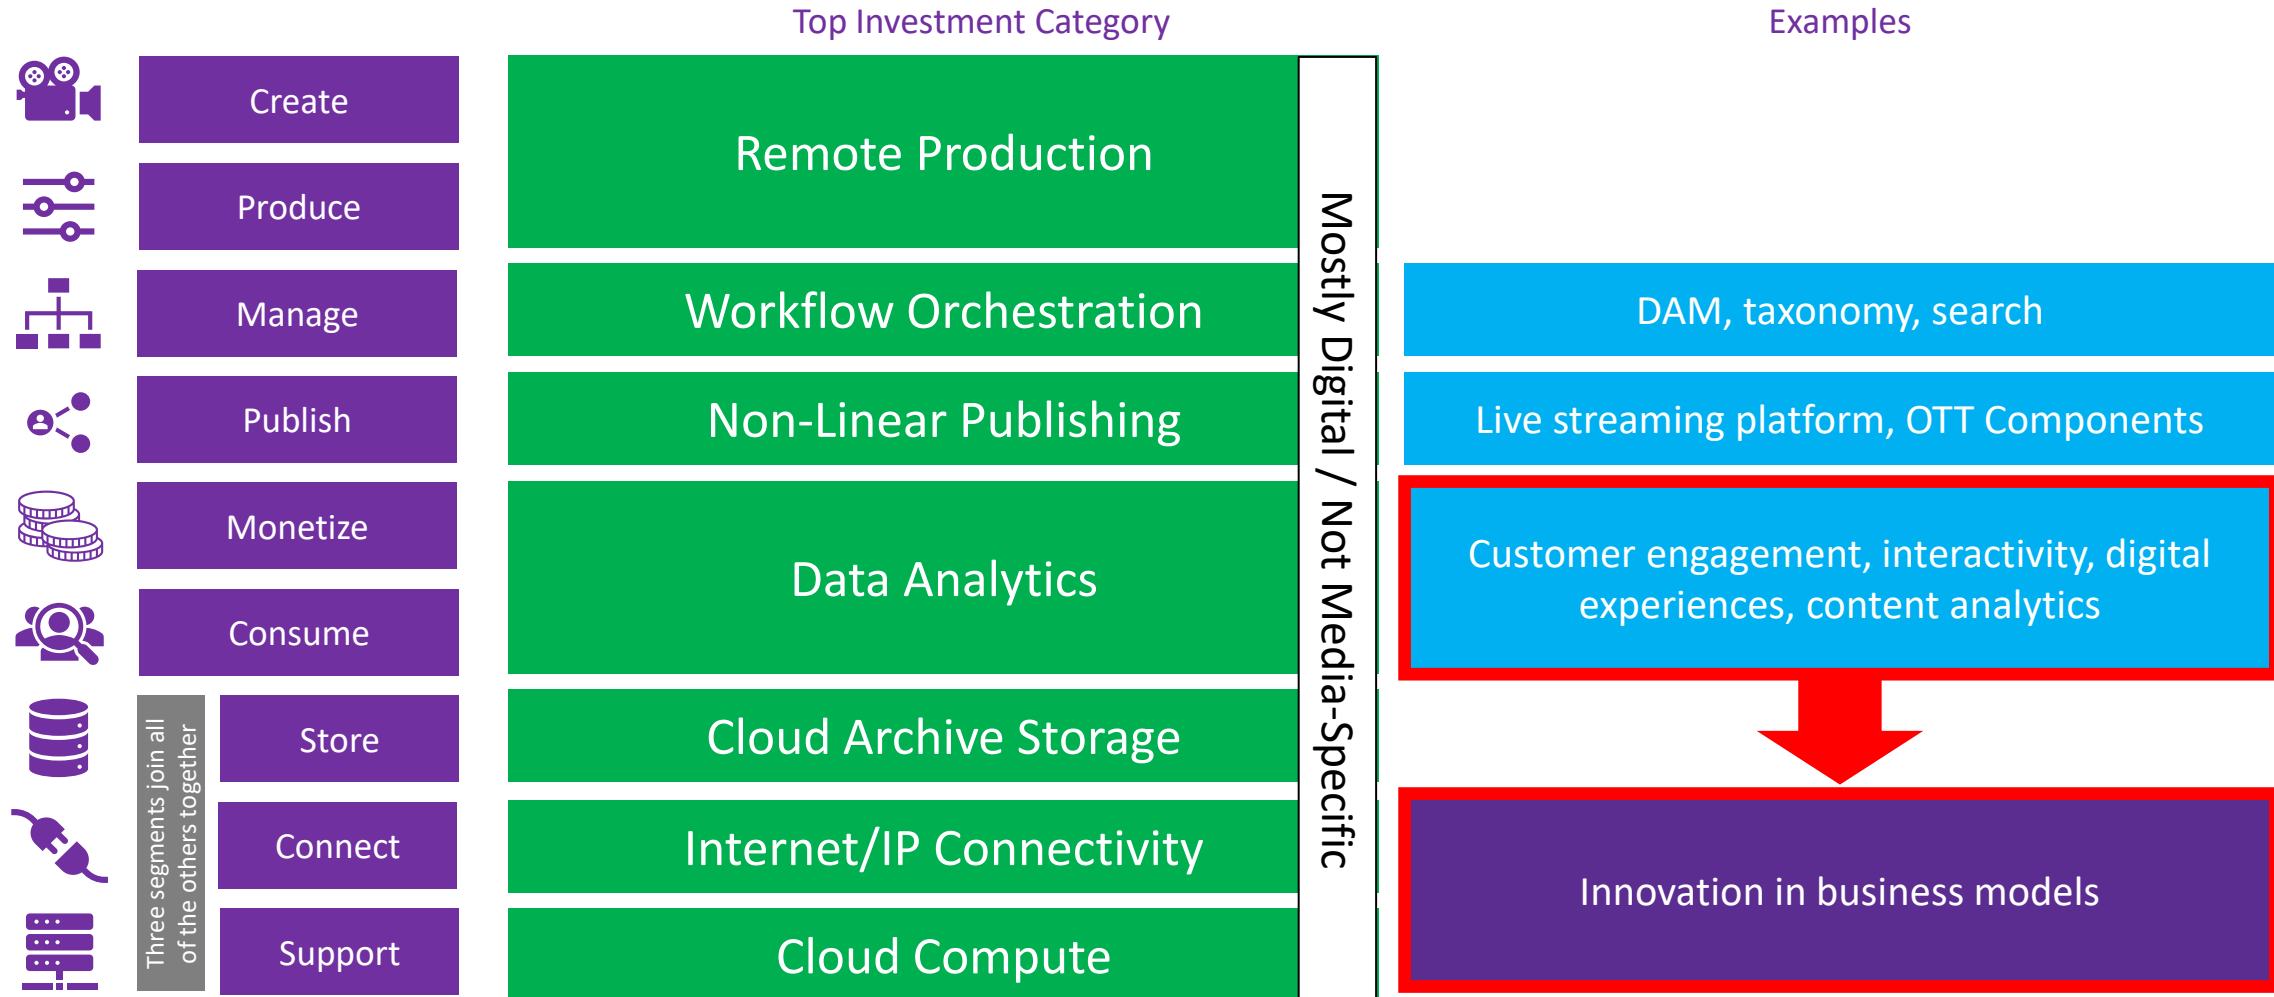 Top Investment Category
Examples
Create
Remote Production
Produce
Manage
Workflow Orchestration
DAM, taxonomy, search
Publish
Non-Linear Publishing
Live streaming platform, OTT Components
Monetize
Data Analytics
Customer engagement, interactivity, digital
experiences, content analytics
Consume
Three segments join all
of the others together
Store
Cloud Archive Storage
Connect
Internet/IP Connectivity
Innovation in business models
Support
Cloud Compute
Mostly Digital / Not Media-Specific